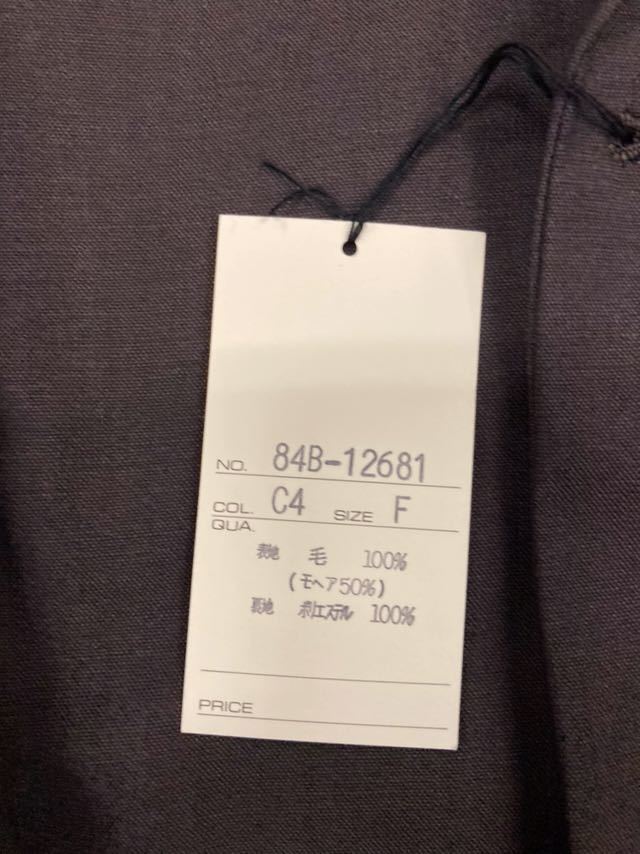 NO. 84B-12681
COL. C4 SIZE F
QUA.
表地 毛 100%
(モヘア50%)
裏地 ポリエステル 100%
PRICE